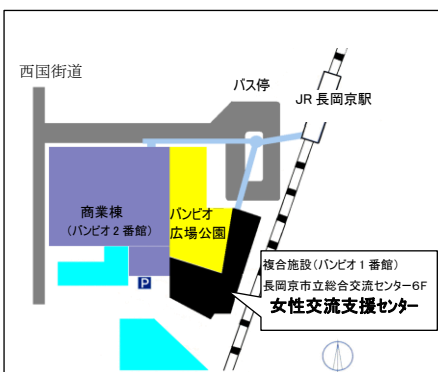 西国街道
バス停
JR 長岡京駅
商業棟
（バンビオ２番館）
バンビオ
広場公園
P
複合施設（バンビオ１番館）
長岡京市立総合交流センター6F
女性交流支援センター